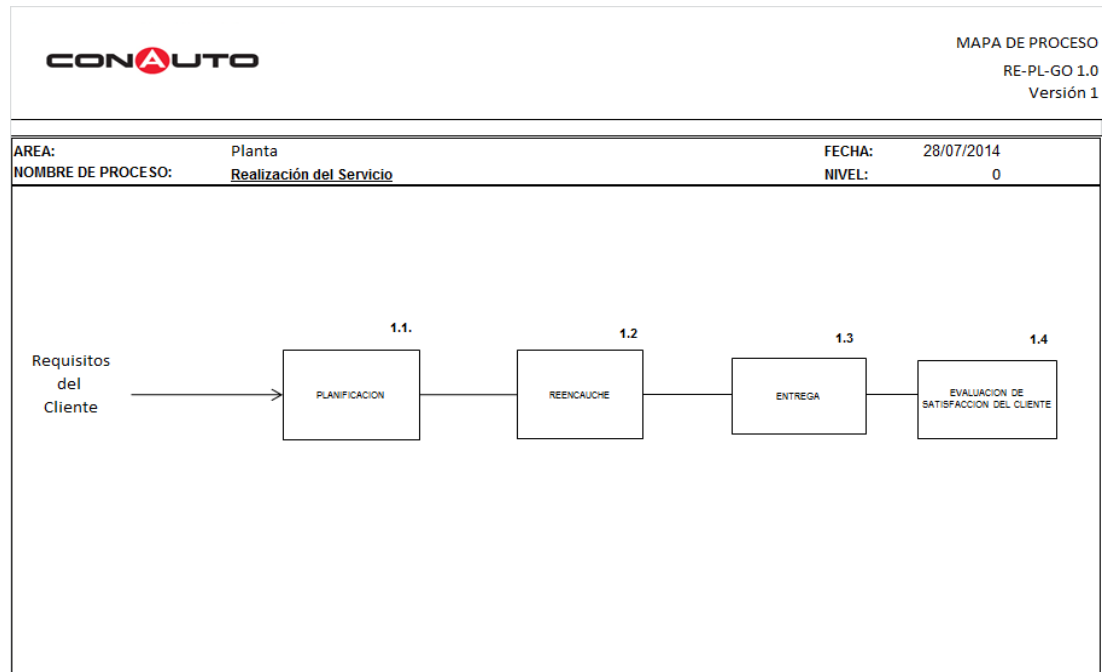 CONAUTO
MAPA DE PROCESO
RE-PL-GO 1.0
Versión 1
AREA: Planta FECHA: 28/07/2014
NOMBRE DE PROCESO: Realización del Servicio NIVEL: 0
Requisitos
del
Cliente
1.1.
PLANIFICACION
1.2
REENCAUCHE
1.3
ENTREGA
1.4
EVALUACION DE
SATISFACCION DEL CLIENTE